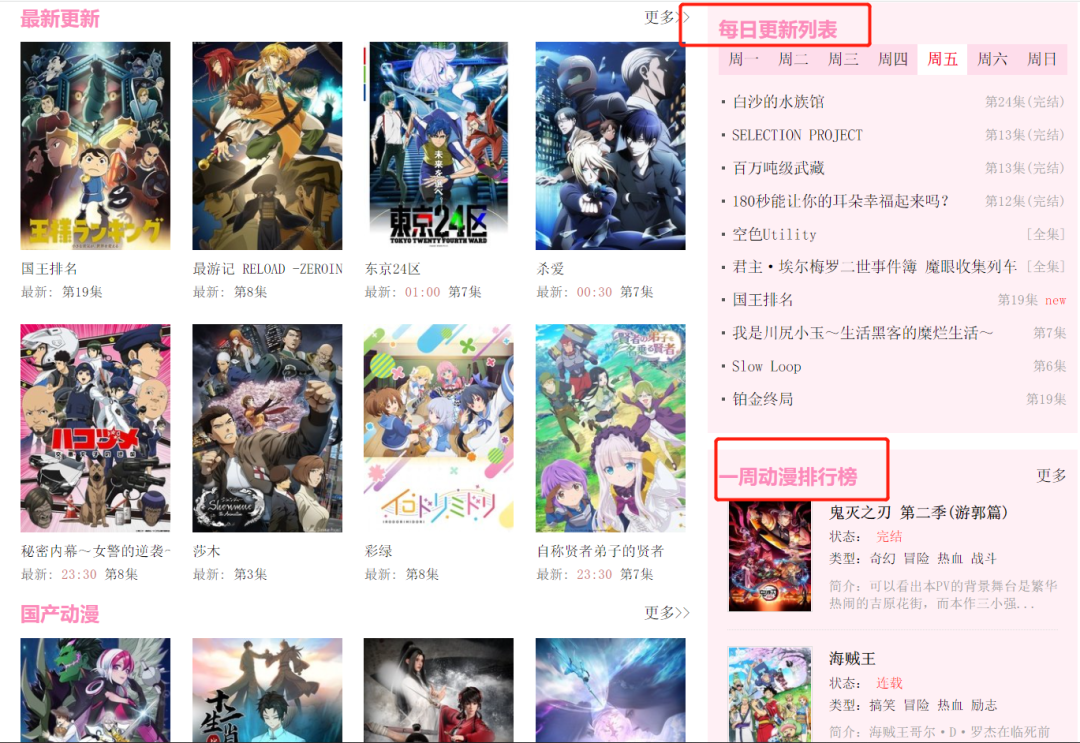 最新更新
更多>>
王様ランキング
未来を選べ。
東京24区
TOKYO TWENTY FOURTH WARD
国王排名
最新: 第19集
最游记 RELOAD -ZEROIN
最新: 第8集
东京24区
最新: 01:00 第7集
杀爱
最新: 00:30 第7集
ハコヅメ
Shenmue
the Animation
イロドリミドリ
賢者の弟子を
名乗る賢者
秘密内幕～女警的逆袭~
最新: 23:30 第8集
莎木
最新: 第3集
彩绿
最新: 第8集
自称贤者弟子的贤者
最新: 23:30 第7集
国产动漫
更多>>
每日更新列表
周一 周二 周三 周四 周五 周六 周日
白沙的水族馆 第24集(完结)
SELECTION PROJECT 第13集(完结)
百万吨级武藏 第13集(完结)
180秒能让你的耳朵幸福起来吗? 第12集(完结)
空色Utility [全集]
君主·埃尔梅罗二世事件簿 魔眼收集列车 [全集]
国王排名 第19集 new
我是川尻小玉～生活黑客的糜烂生活～ 第7集
Slow Loop 第6集
铂金终局 第19集
一周动漫排行榜
更多
鬼灭之刃 第二季(游郭篇)
状态： 完结
类型: 奇幻 冒险 热血 战斗
简介: 可以看出本PV的背景舞台是繁华
热闹的吉原花街，而本作三小强...
海贼王
状态： 连载
类型: 搞笑 冒险 热血 励志
简介: 海贼王哥尔·D·罗杰在临死前